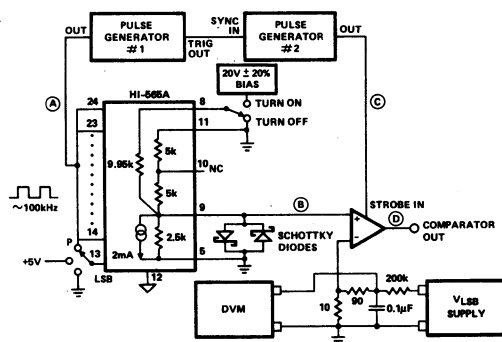 OUT
PULSE
GENERATOR
#1
TRIG
OUT
SYNC
IN
PULSE
GENERATOR
#2
OUT
A
HI-565A
20V ± 20%
BIAS
TURN ON
TURN OFF
C
24
23
14
13
LSB
12
8
11
10 NC
9
5
9.95k
5k
5k
2.5k
2mA
~100kHz
P
+5V
B
SCHOTTKY
DIODES
STROBE IN
+
−
D
COMPARATOR
OUT
DVM
10
90
200k
0.1µF
VLSB
SUPPLY